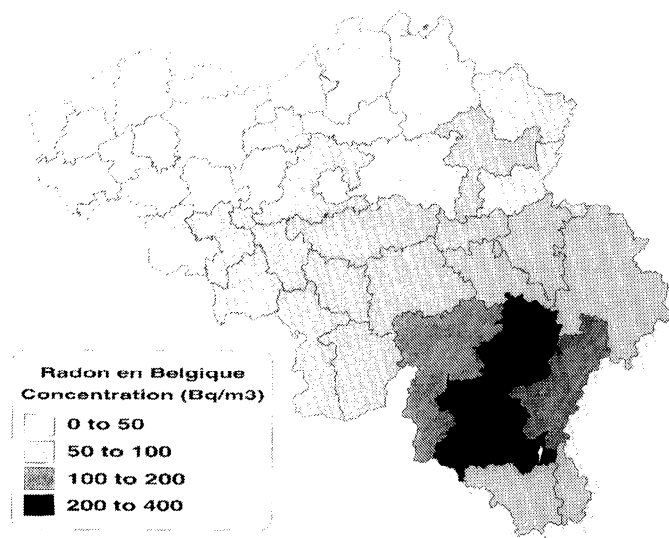 Radon en Belgique
Concentration (Bq/m3)
0 to 50
50 to 100
100 to 200
200 to 400